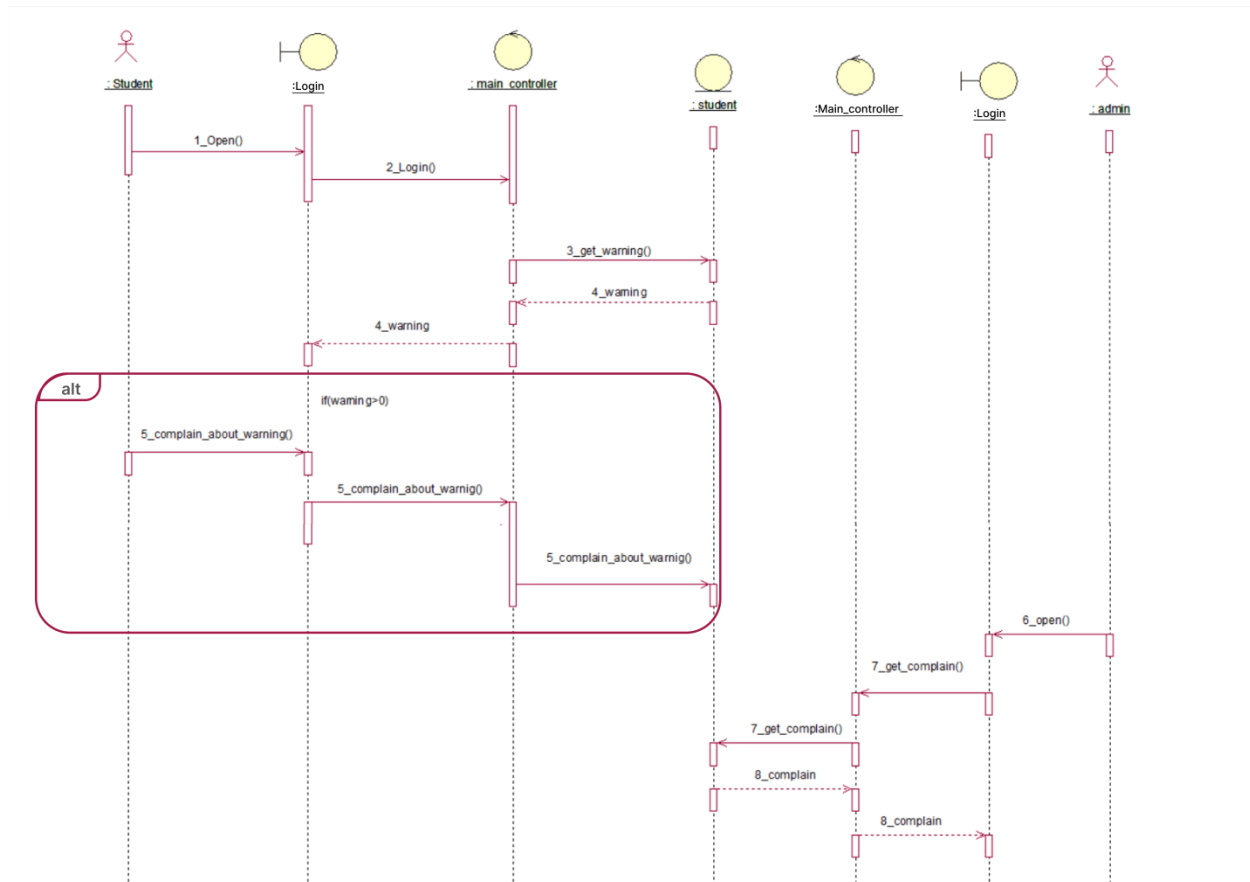 : Student
:Login
: main_controller
: student
:Main_controller
:Login
: admin
1_Open()
2_Login()
3_get_warning()
4_warning
4_warning
alt
if(warning>0)
5_complain_about_warning()
5_complain_about_warnig()
5_complain_about_warnig()
6_open()
7_get_complain()
7_get_complain()
8_complain
8_complain